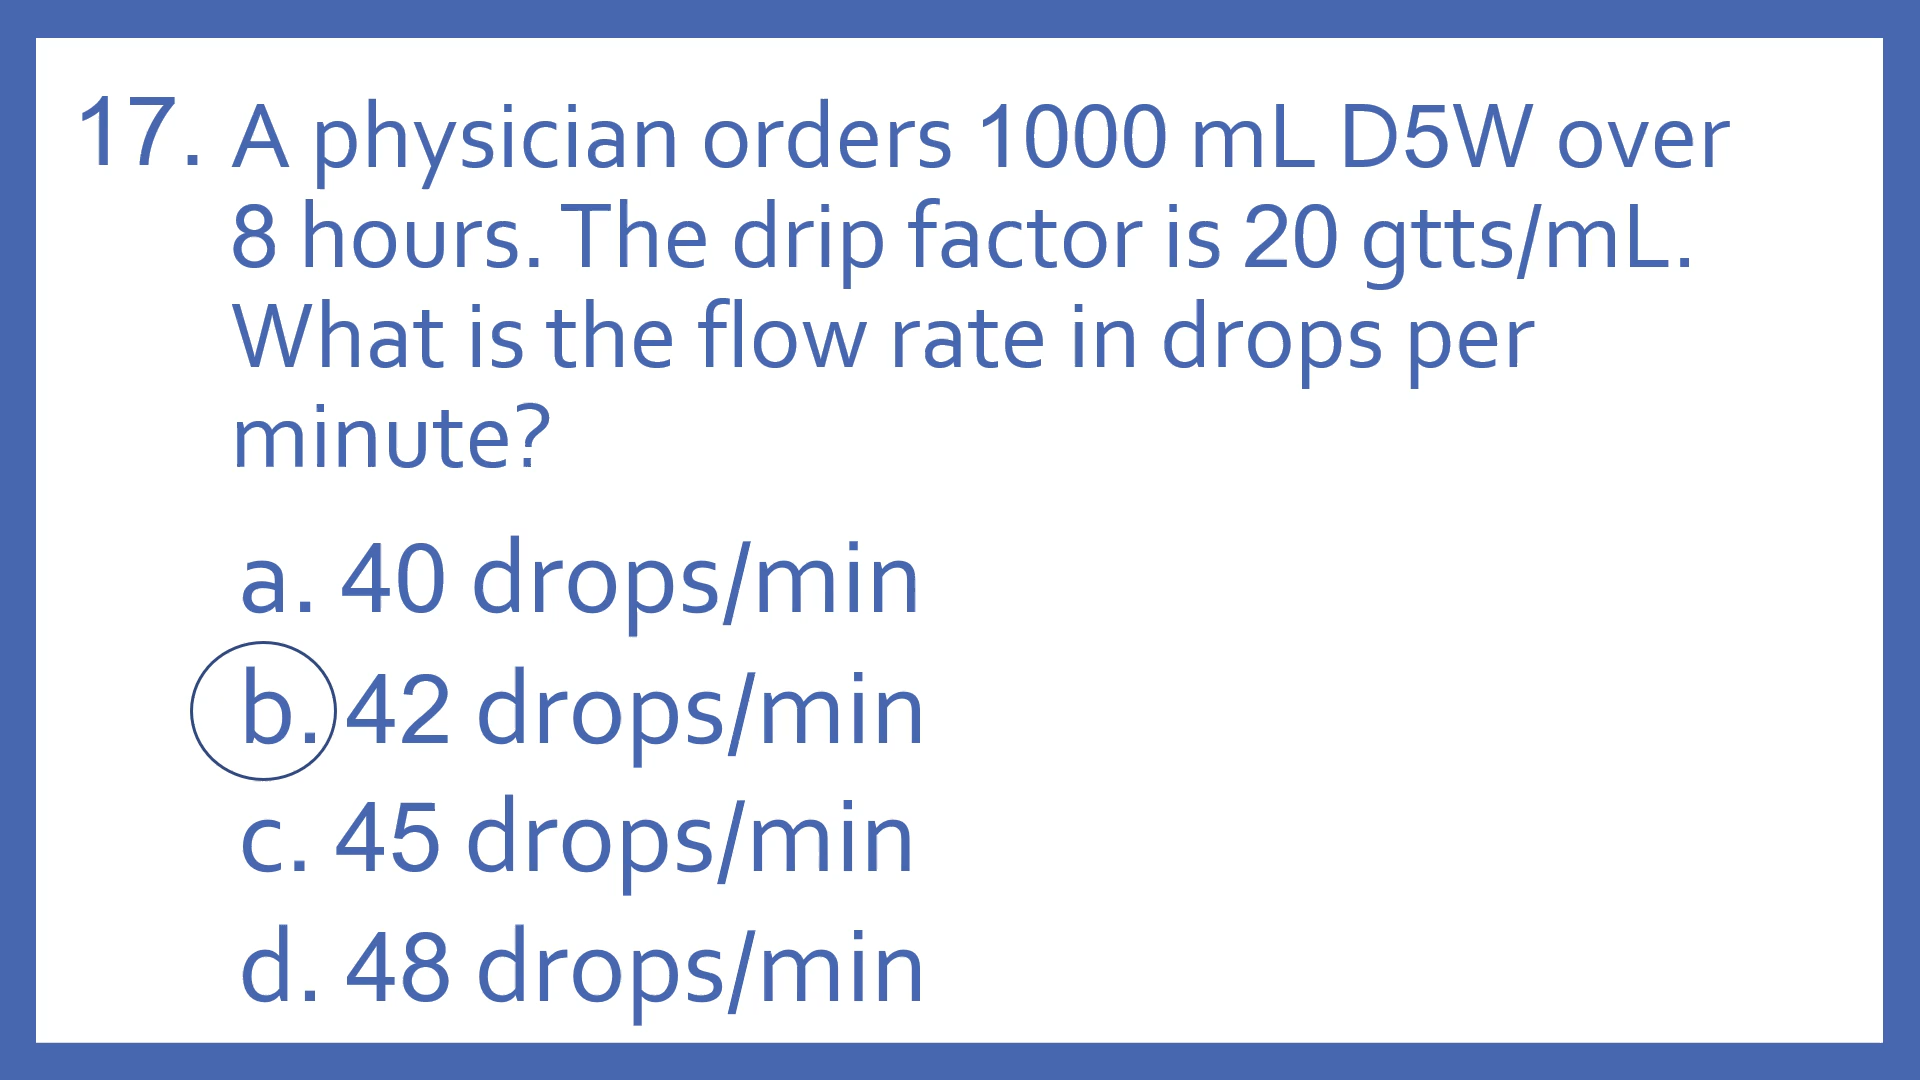 17. A physician orders 1000 mL D5W over
8 hours. The drip factor is 20 gtts/mL.
What is the flow rate in drops per
minute?
a. 40 drops/min
b. 42 drops/min
c. 45 drops/min
d. 48 drops/min